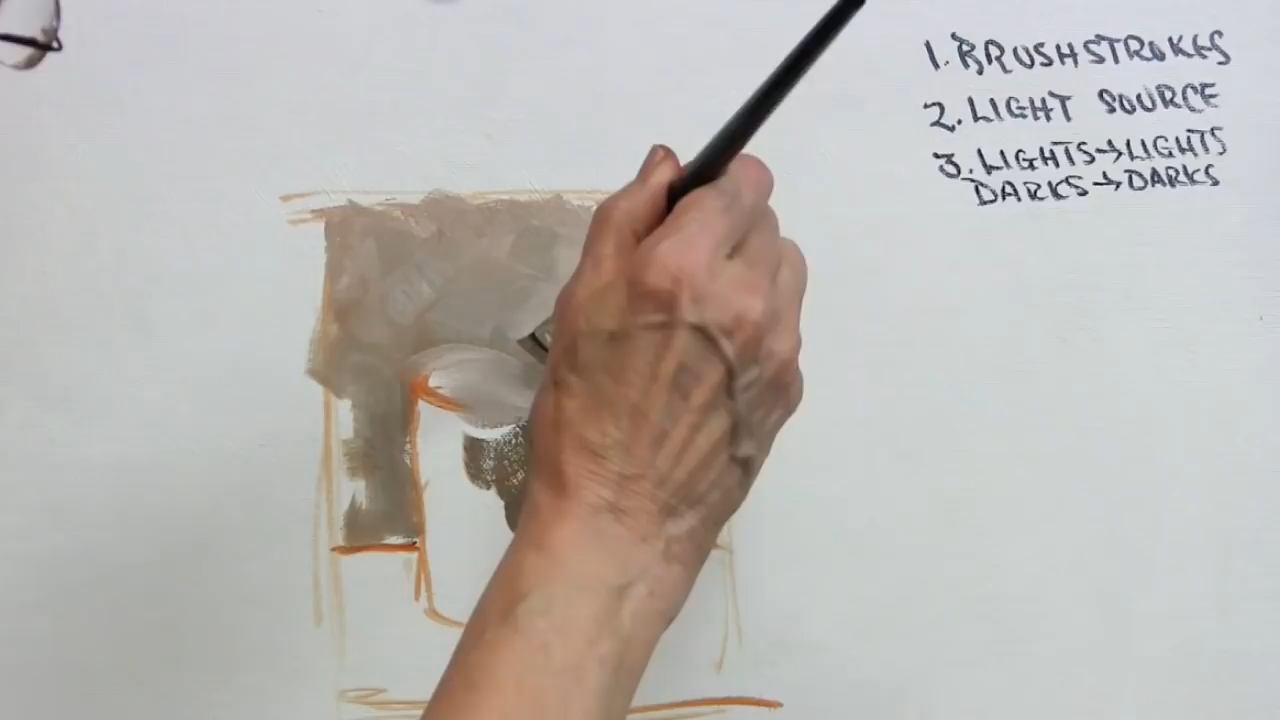 1. BRUSHSTROKES
2. LIGHT SOURCE
3. LIGHTS→LIGHTS
DARKS→DARKS